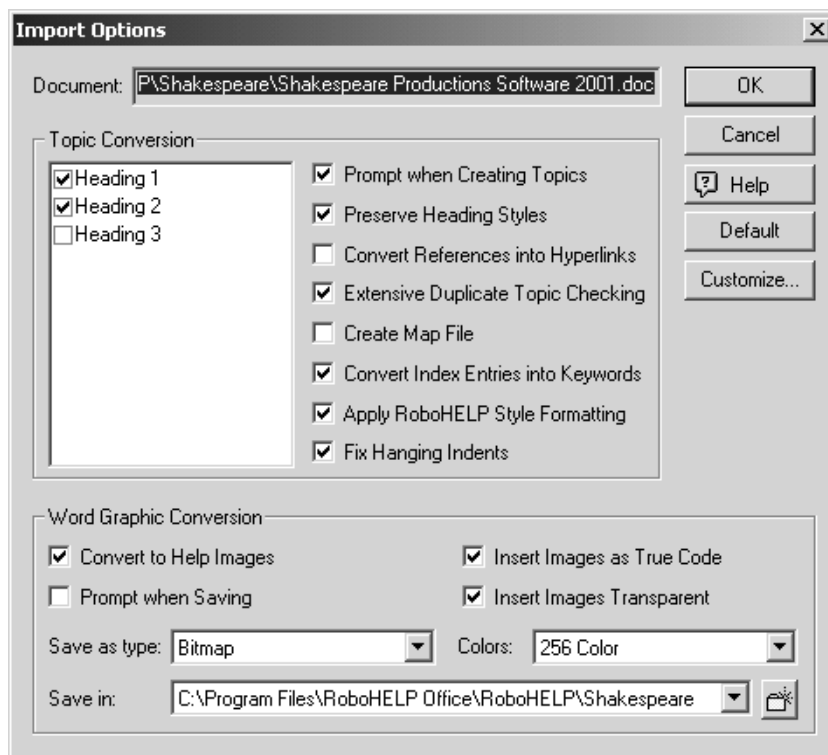 Import Options
Document: P\Shakespeare\Shakespeare Productions Software 2001.doc
OK
Cancel
Help
Default
Customize...
Topic Conversion
Heading 1
Heading 2
Heading 3
Prompt when Creating Topics
Preserve Heading Styles
Convert References into Hyperlinks
Extensive Duplicate Topic Checking
Create Map File
Convert Index Entries into Keywords
Apply RoboHELP Style Formatting
Fix Hanging Indents
Word Graphic Conversion
Convert to Help Images
Insert Images as True Code
Prompt when Saving
Insert Images Transparent
Save as type: Bitmap
Colors: 256 Color
Save in: C:\Program Files\RoboHELP Office\RoboHELP\Shakespeare